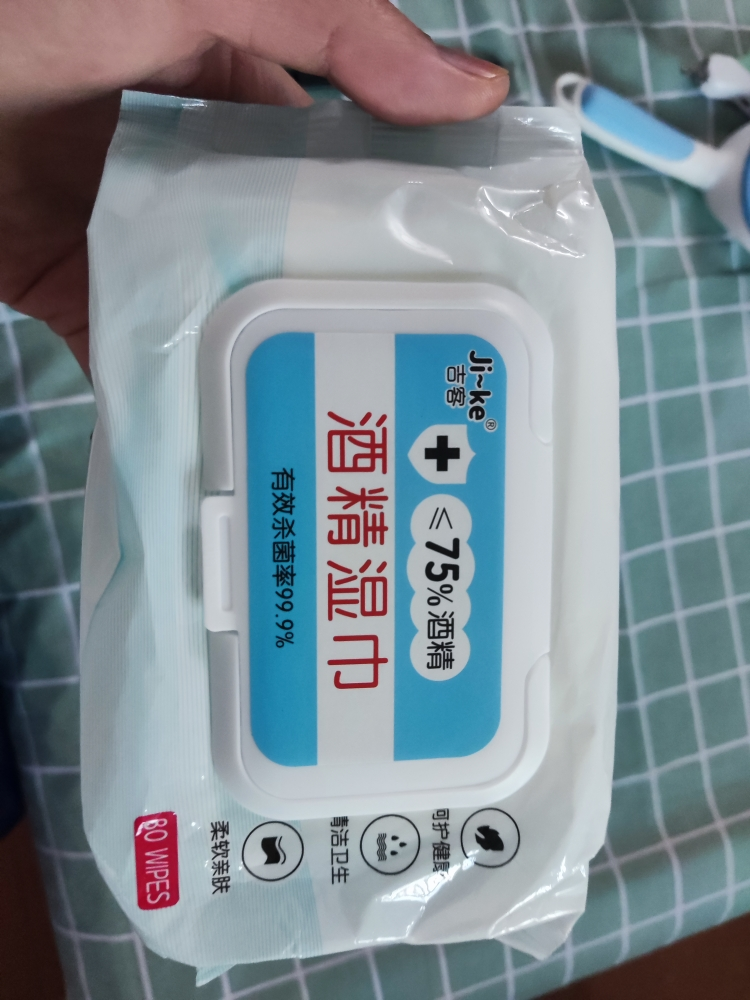 Ji~ke®
吉客
≤75%酒精
酒精湿巾
有效杀菌率99.9%
呵护健康
清洁卫生
柔软亲肤
80 WIPES